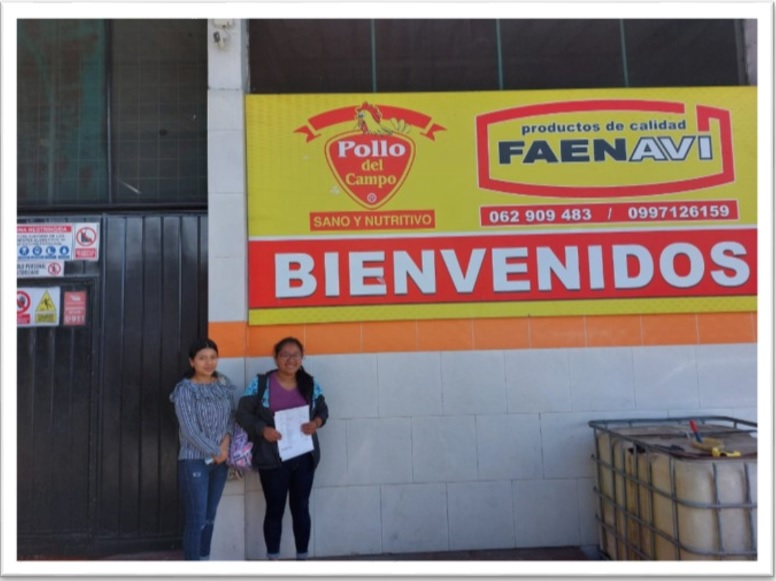 Pollo
del
Campo
SANO Y NUTRITIVO
productos de calidad
FAENAVI
062 909 483 / 0997126159
BIENVENIDOS